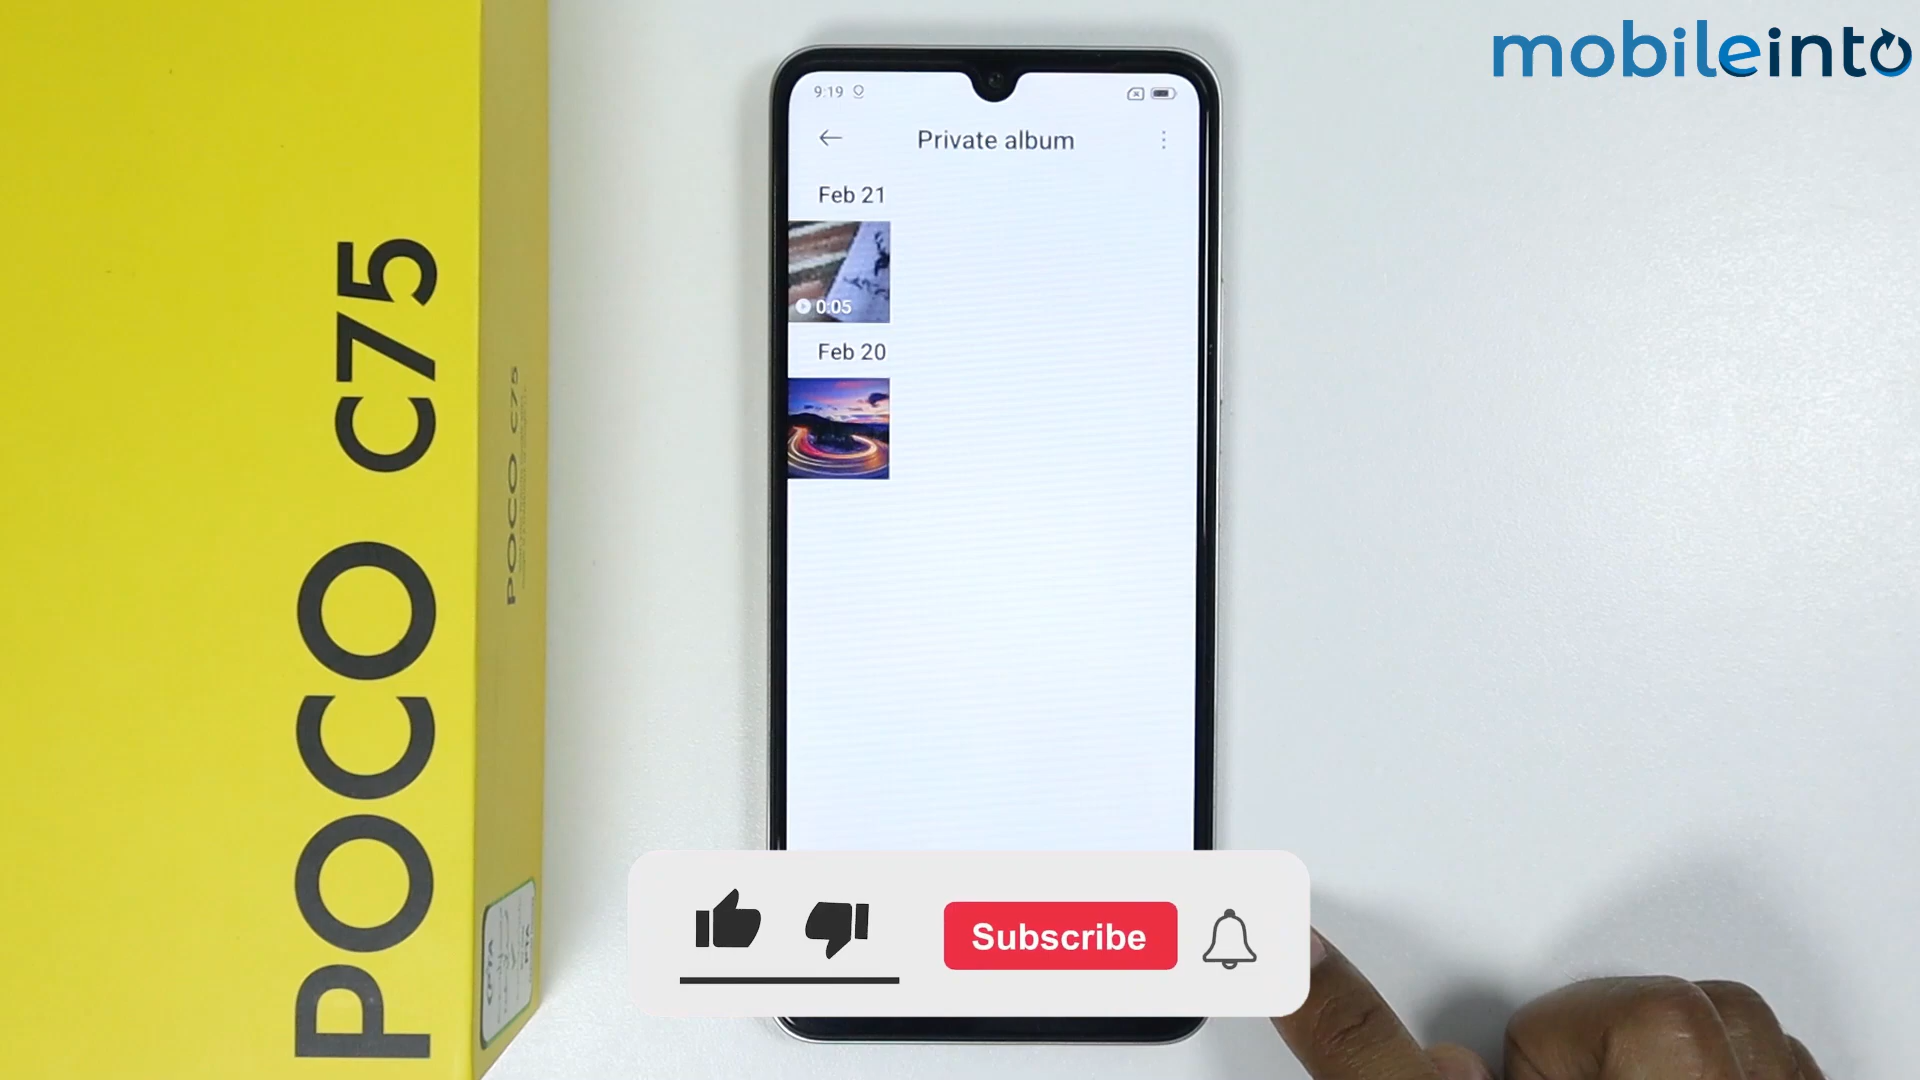 mobileinto
9:19
Private album
Feb 21
0:05
Feb 20
POCO C75
POCO C75
Subscribe